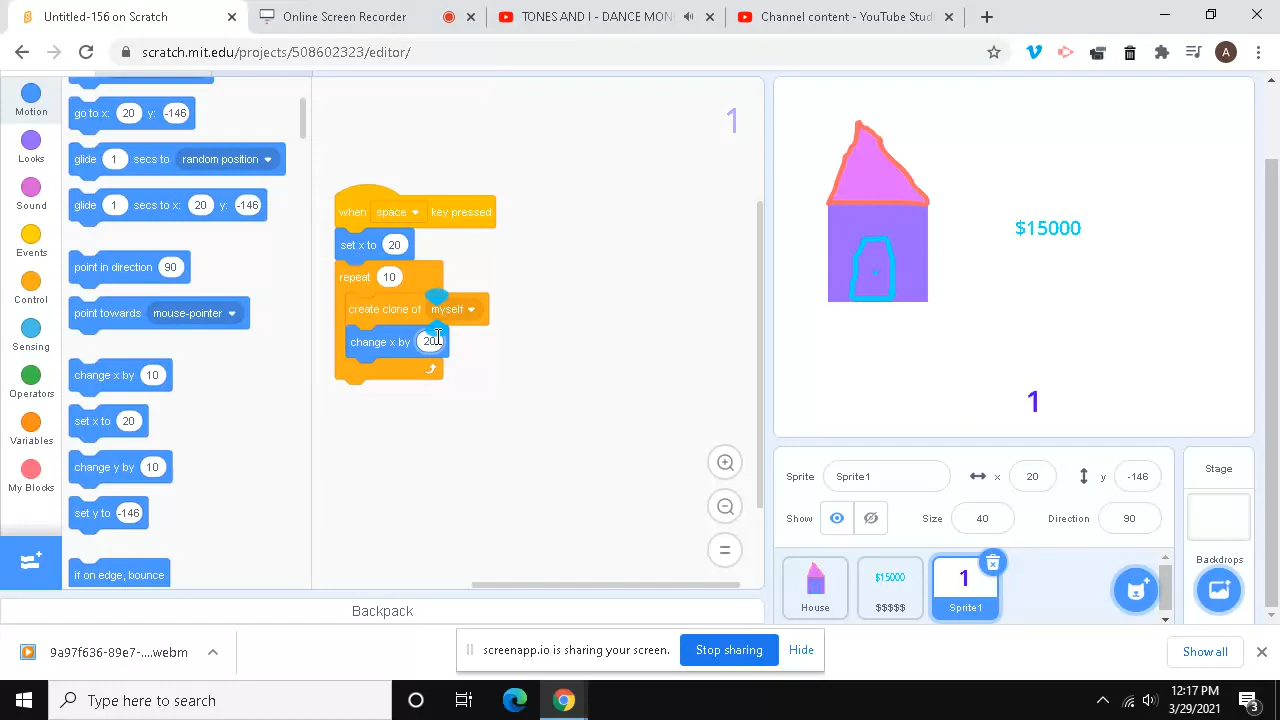 Untitled-156 on Scratch
Online Screen Recorder
TONES AND I - DANCE MON
Channel content - YouTube Stud
scratch.mit.edu/projects/508602323/editor/
A
Motion
Looks
Sound
Events
Control
Sensing
Operators
Variables
My Blocks
go to x: 20 y: -146
glide 1 secs to random position
glide 1 secs to x: 20 y: -146
point in direction 90
point towards mouse-pointer
change x by 10
set x to 20
change y by 10
set y to -146
if on edge, bounce
1
when space key pressed
set x to 20
repeat 10
create clone of myself
change x by 20
$15000
1
Sprite Sprite1 x 20 y -146
Show Size 40 Direction 90
House
$15000
$$$$$
1
Sprite1
Stage
Backdrops
Backpack
9a97f636-89e7-....webm
screenapp.io is sharing your screen. Stop sharing Hide
Show all
Type here to search
12:17 PM
3/29/2021
3